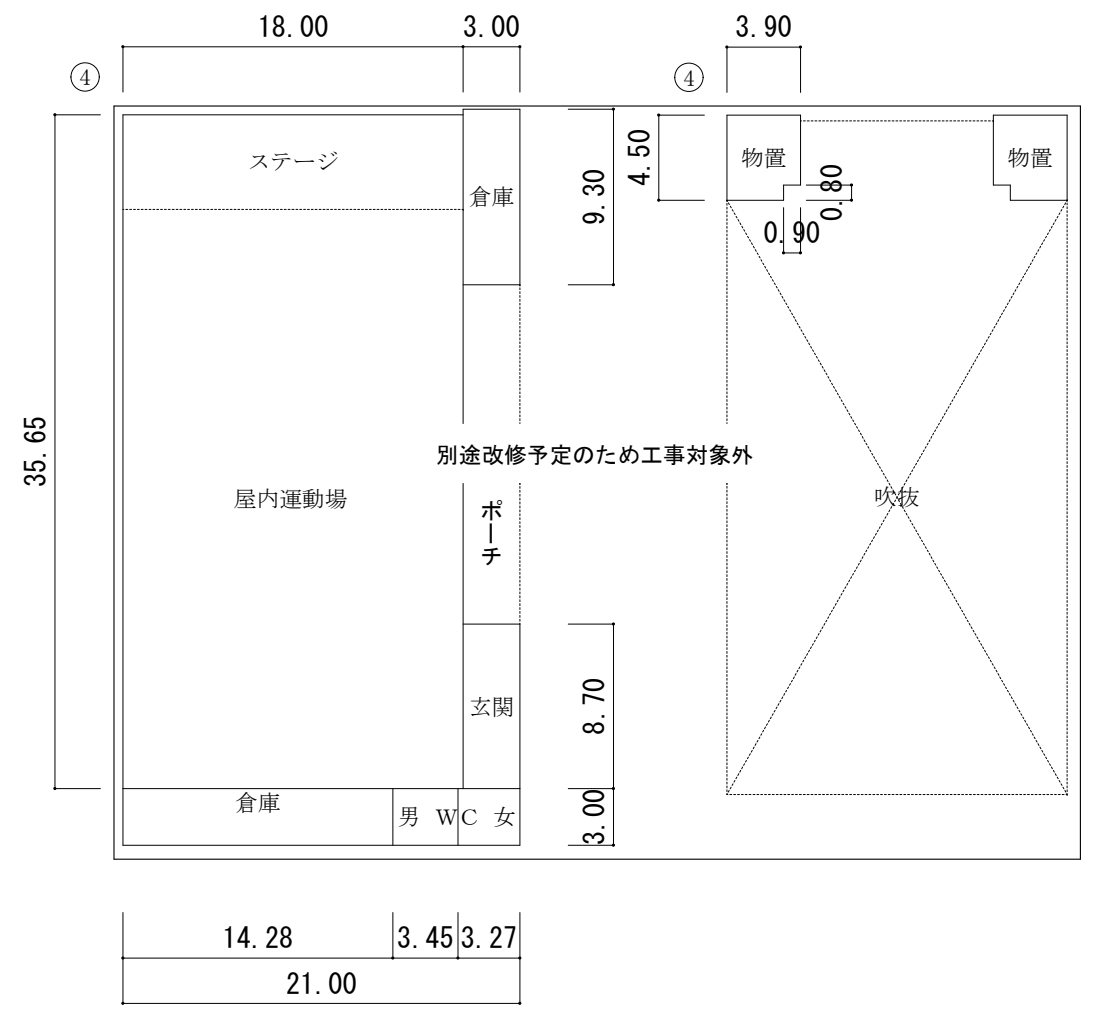 18.00
3.00
3.90
④
④
ステージ
倉庫
9.30
4.50
物置
物置
0.80
0.90
35.65
別途改修予定のため工事対象外
屋内運動場
ポーチ
吹抜
玄関
8.70
倉庫
男 WC 女
3.00
14.28
3.45
3.27
21.00